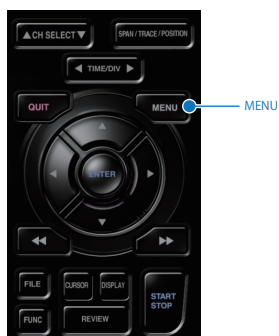 ▲CH SELECT▼
SPAN / TRACE / POSITION
◀ TIME/DIV ▶
QUIT
MENU
MENU
ENTER
FILE
CURSOR
DISPLAY
START
STOP
FUNC
REVIEW